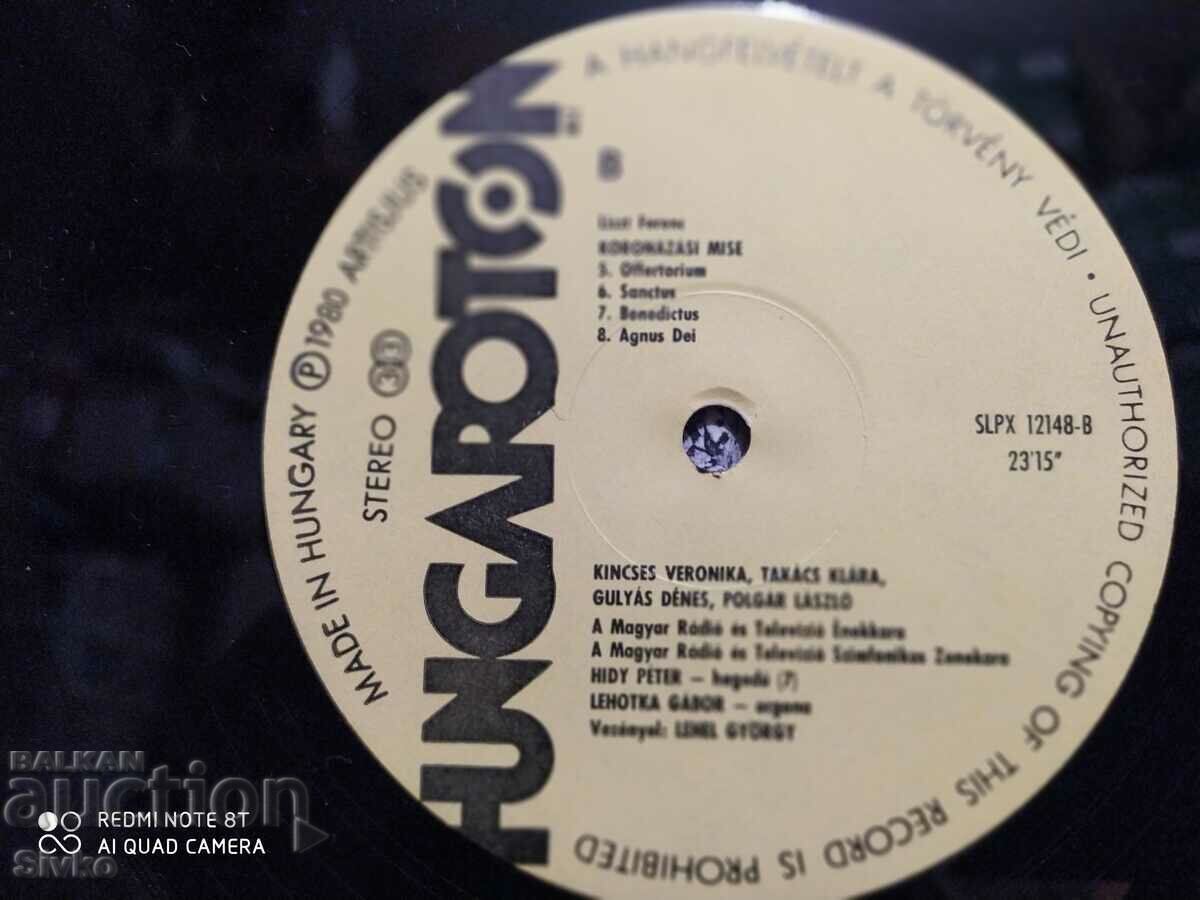 HUNGAROTON
MADE IN HUNGARY Ⓟ 1980 ARTISJUS
STEREO 33
A HANGFELVÉTELT A TÖRVÉNY VÉDI • UNAUTHORIZED COPYING OF THIS RECORD IS PROHIBITED
B
Liszt Ferenc
KORONÁZÁSI MISE
5. Offertorium
6. Sanctus
7. Benedictus
8. Agnus Dei
SLPX 12148-B
23'15"
KINCSES VERONIKA, TAKÁCS KLÁRA,
GULYÁS DÉNES, POLGÁR LÁSZLÓ
A Magyar Rádió és Televízió Énekkara
A Magyar Rádió és Televízió Szimfonikus Zenekara
HIDY PÉTER – hegedű (7)
LEHOTKA GÁBOR – orgona
Vezényel: LEHEL GYÖRGY
BALKAN
auction
REDMI NOTE 8T
AI QUAD CAMERA
Sivko